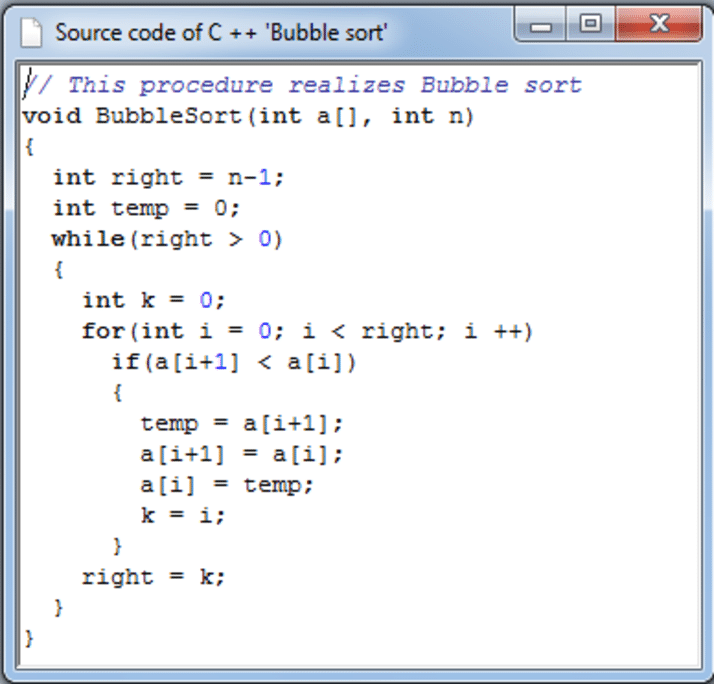 Source code of C ++ 'Bubble sort'
// This procedure realizes Bubble sort
void BubbleSort(int a[], int n)
{
  int right = n-1;
  int temp = 0;
  while(right > 0)
  {
    int k = 0;
    for(int i = 0; i < right; i ++)
      if(a[i+1] < a[i])
      {
        temp = a[i+1];
        a[i+1] = a[i];
        a[i] = temp;
        k = i;
      }
    right = k;
  }
}